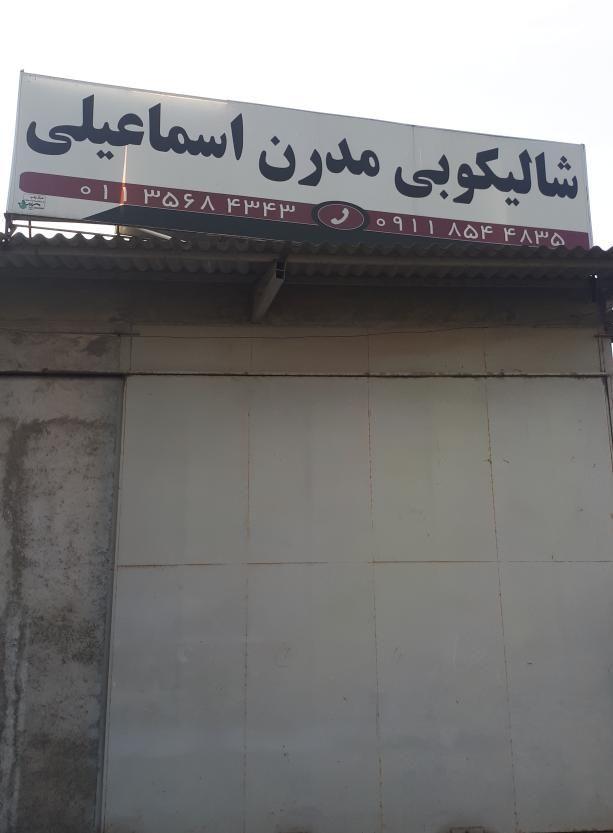 شالیکوبی مدرن اسماعیلی
۰۹۱۱ ۸۵۴ ۴۸۳۵ ۰۱۱ ۳۵۶۸ ۴۳۴۳